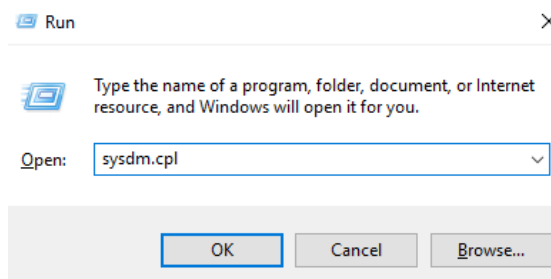 Run
Type the name of a program, folder, document, or Internet
resource, and Windows will open it for you.
Open: sysdm.cpl
OK Cancel Browse...